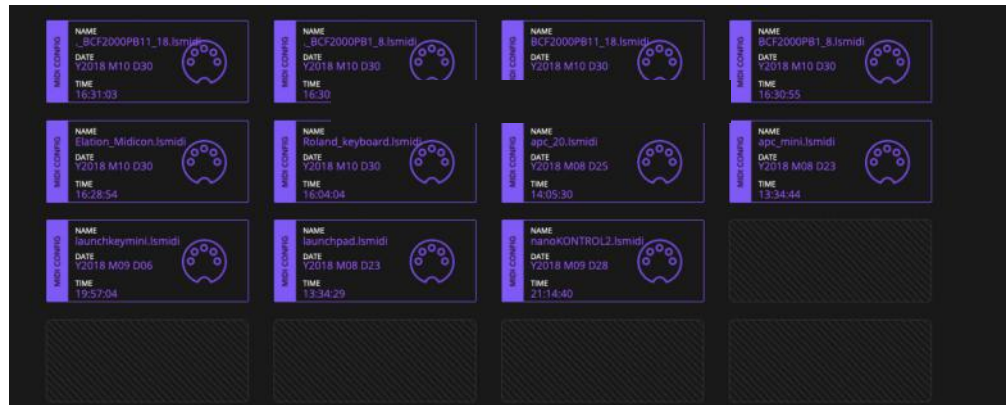 MIDI CONFIG
NAME
._BCF2000PB11_18.lsmidi
DATE
Y2018 M10 D30
TIME
16:31:03
MIDI CONFIG
NAME
._BCF2000PB1_8.lsmidi
DATE
Y2018 M10 D30
TIME
16:30
MIDI CONFIG
NAME
BCF2000PB11_18.lsmidi
DATE
Y2018 M10 D30
MIDI CONFIG
NAME
BCF2000PB1_8.lsmidi
DATE
Y2018 M10 D30
TIME
16:30:55
MIDI CONFIG
NAME
Elation_Midicon.lsmidi
DATE
Y2018 M10 D30
TIME
16:28:54
MIDI CONFIG
NAME
Roland_keyboard.lsmidi
DATE
Y2018 M10 D30
TIME
16:04:04
MIDI CONFIG
NAME
apc_20.lsmidi
DATE
Y2018 M08 D25
TIME
14:05:30
MIDI CONFIG
NAME
apc_mini.lsmidi
DATE
Y2018 M08 D23
TIME
13:34:44
MIDI CONFIG
NAME
launchkeymini.lsmidi
DATE
Y2018 M09 D06
TIME
19:57:04
MIDI CONFIG
NAME
launchpad.lsmidi
DATE
Y2018 M08 D23
TIME
13:34:29
MIDI CONFIG
NAME
nanoKONTROL2.lsmidi
DATE
Y2018 M09 D28
TIME
21:14:40